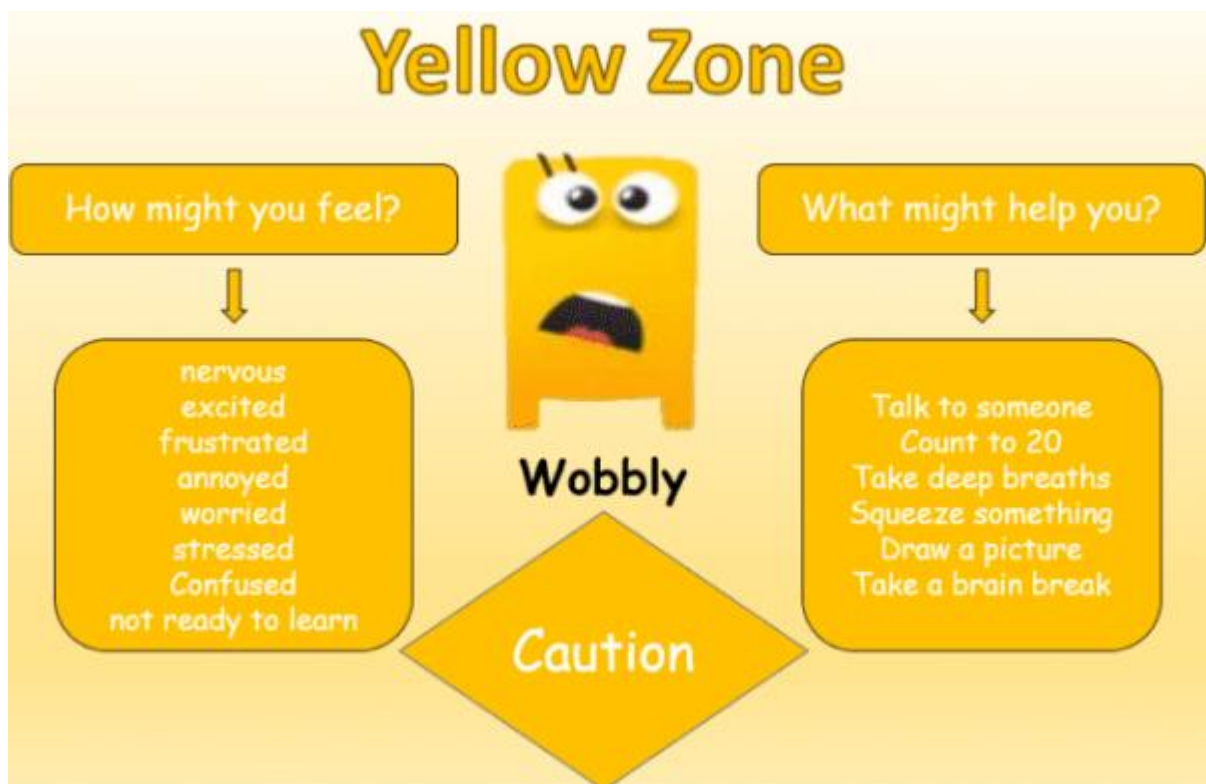 Yellow Zone
How might you feel?
nervous
excited
frustrated
annoyed
worried
stressed
Confused
not ready to learn
Wobbly
Caution
What might help you?
Talk to someone
Count to 20
Take deep breaths
Squeeze something
Draw a picture
Take a brain break